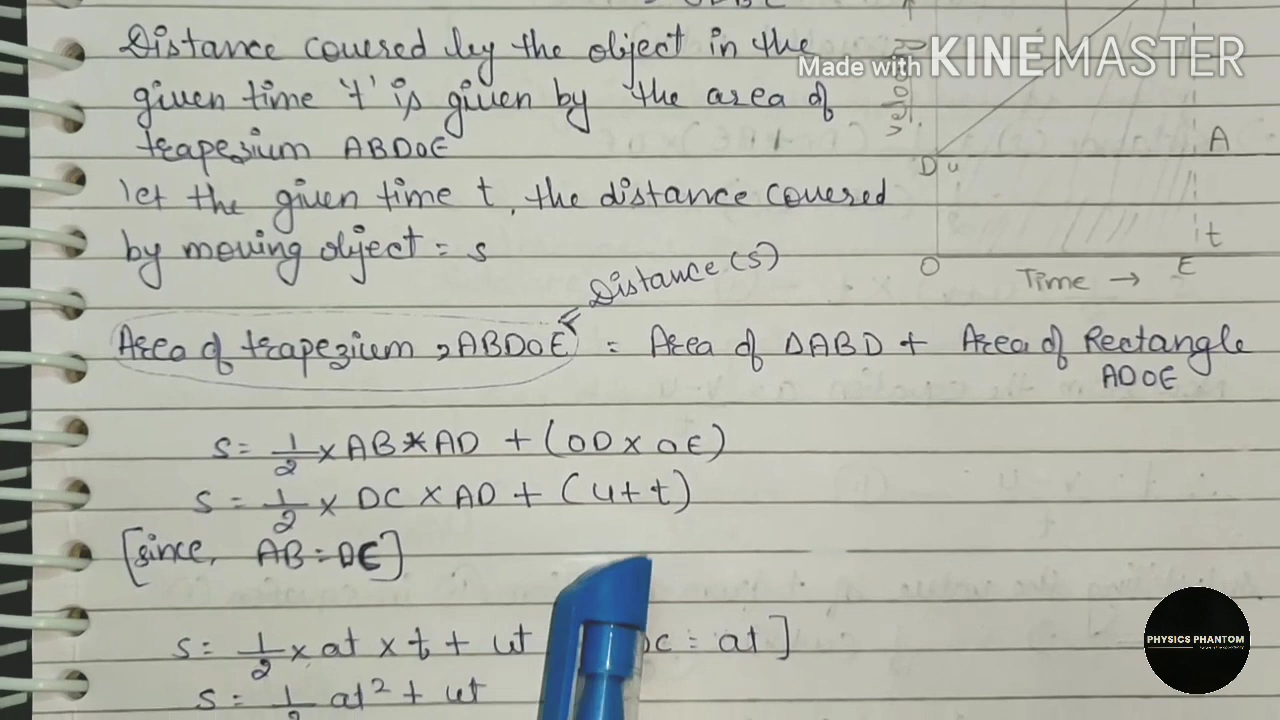 Distance covered by the object in the
given time 't' is given by the area of
trapezium ABDOE
let the given time t, the distance covered
by moving object = s
Distance (s)
Area of trapezium, ABDOE = Area of ΔABD + Area of Rectangle
ADOE
s = 1/2 × AB × AD + (OD × OE)
s = 1/2 × DC × AD + (u + t)
[since, AB = DC]
s = 1/2 × at × t + ut
DC = at]
s = 1/2 at² + ut
Made with KINEMASTER
A
D u
t
O
Time → E
PHYSICS PHANTOM